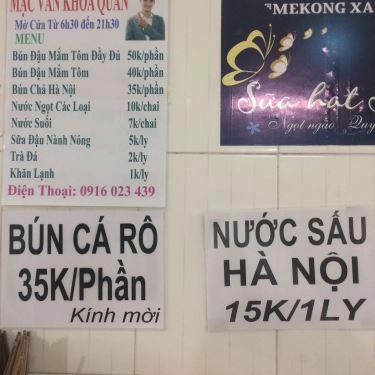 MẠC VĂN KHOA QUÁN
Mở Cửa Từ 6h30 đến 21h30
MENU
Bún Đậu Mắm Tôm Đầy Đủ 50k/phần
Bún Đậu Mắm Tôm 40k/phần
Bún Chả Hà Nội 35k/phần
Nước Ngọt Các Loại 10k/chai
Nước Suối 7k/chai
Sữa Đậu Nành Nóng 5k/ly
Trà Đá 2k/ly
Khăn Lạnh 1k/ly
Điện Thoại: 0916 023 439
MEKONG XA
Sữa hạt
Ngọt ngào
BÚN CÁ RÔ
35K/Phần
Kính mời
NƯỚC SẤU
HÀ NỘI
15K/1LY